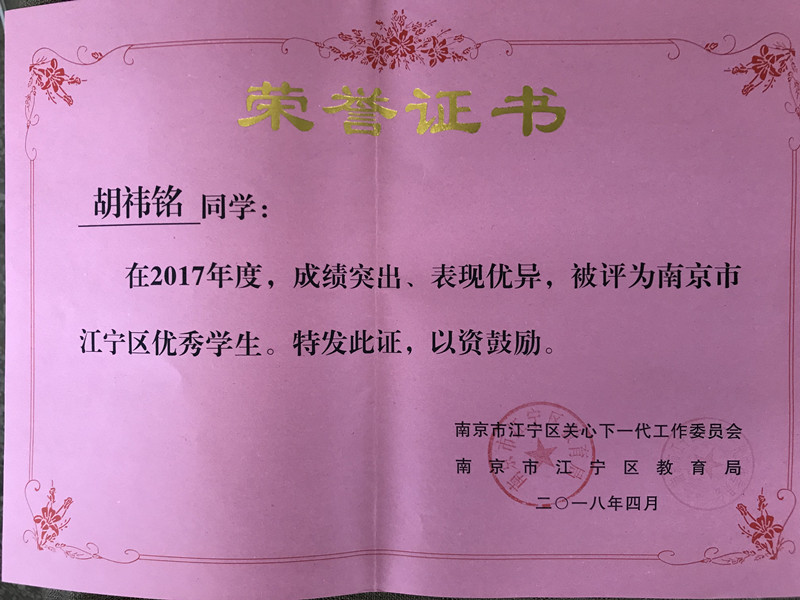 荣誉证书
胡祎铭 同学：
在2017年度，成绩突出、表现优异，被评为南京市
江宁区优秀学生。特发此证，以资鼓励。
南京市江宁区关心下一代工作委员会
南京市江宁区教育局
二〇一八年四月